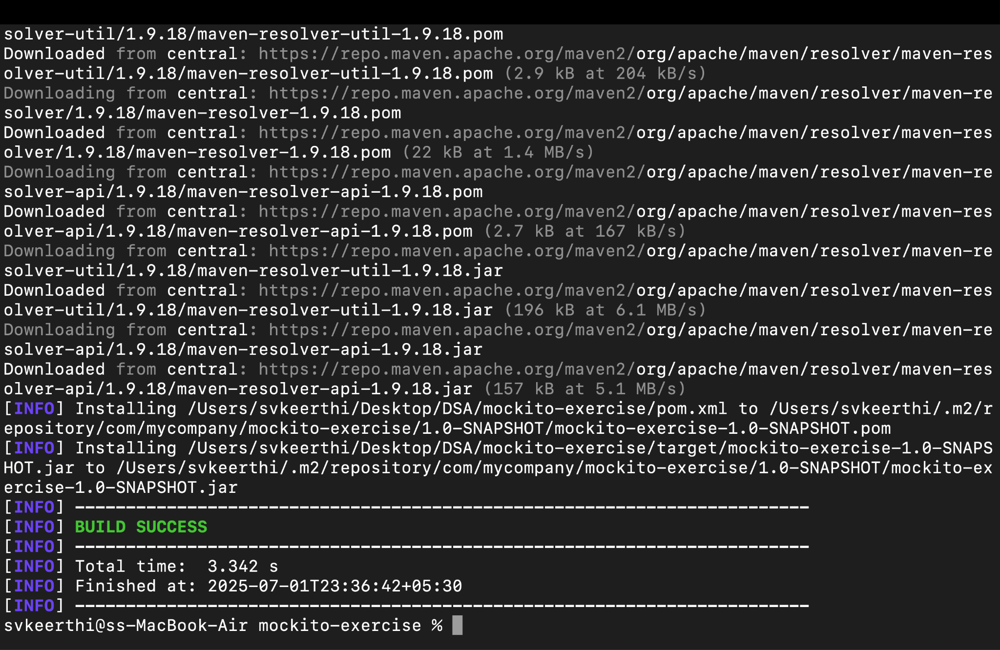 solver-util/1.9.18/maven-resolver-util-1.9.18.pom
Downloaded from central: https://repo.maven.apache.org/maven2/org/apache/maven/resolver/maven-res
olver-util/1.9.18/maven-resolver-util-1.9.18.pom (2.9 kB at 204 kB/s)
Downloading from central: https://repo.maven.apache.org/maven2/org/apache/maven/resolver/maven-re
solver/1.9.18/maven-resolver-1.9.18.pom
Downloaded from central: https://repo.maven.apache.org/maven2/org/apache/maven/resolver/maven-res
olver/1.9.18/maven-resolver-1.9.18.pom (22 kB at 1.4 MB/s)
Downloading from central: https://repo.maven.apache.org/maven2/org/apache/maven/resolver/maven-re
solver-api/1.9.18/maven-resolver-api-1.9.18.pom
Downloaded from central: https://repo.maven.apache.org/maven2/org/apache/maven/resolver/maven-res
olver-api/1.9.18/maven-resolver-api-1.9.18.pom (2.7 kB at 167 kB/s)
Downloading from central: https://repo.maven.apache.org/maven2/org/apache/maven/resolver/maven-re
solver-util/1.9.18/maven-resolver-util-1.9.18.jar
Downloaded from central: https://repo.maven.apache.org/maven2/org/apache/maven/resolver/maven-res
olver-util/1.9.18/maven-resolver-util-1.9.18.jar (196 kB at 6.1 MB/s)
Downloading from central: https://repo.maven.apache.org/maven2/org/apache/maven/resolver/maven-re
solver-api/1.9.18/maven-resolver-api-1.9.18.jar
Downloaded from central: https://repo.maven.apache.org/maven2/org/apache/maven/resolver/maven-res
olver-api/1.9.18/maven-resolver-api-1.9.18.jar (157 kB at 5.1 MB/s)
[INFO] Installing /Users/svkeerthi/Desktop/DSA/mockito-exercise/pom.xml to /Users/svkeerthi/.m2/r
epository/com/mycompany/mockito-exercise/1.0-SNAPSHOT/mockito-exercise-1.0-SNAPSHOT.pom
[INFO] Installing /Users/svkeerthi/Desktop/DSA/mockito-exercise/target/mockito-exercise-1.0-SNAPS
HOT.jar to /Users/svkeerthi/.m2/repository/com/mycompany/mockito-exercise/1.0-SNAPSHOT/mockito-ex
ercise-1.0-SNAPSHOT.jar
[INFO] ------------------------------------------------------------------------
[INFO] BUILD SUCCESS
[INFO] ------------------------------------------------------------------------
[INFO] Total time:  3.342 s
[INFO] Finished at: 2025-07-01T23:36:42+05:30
[INFO] ------------------------------------------------------------------------
svkeerthi@ss-MacBook-Air mockito-exercise %